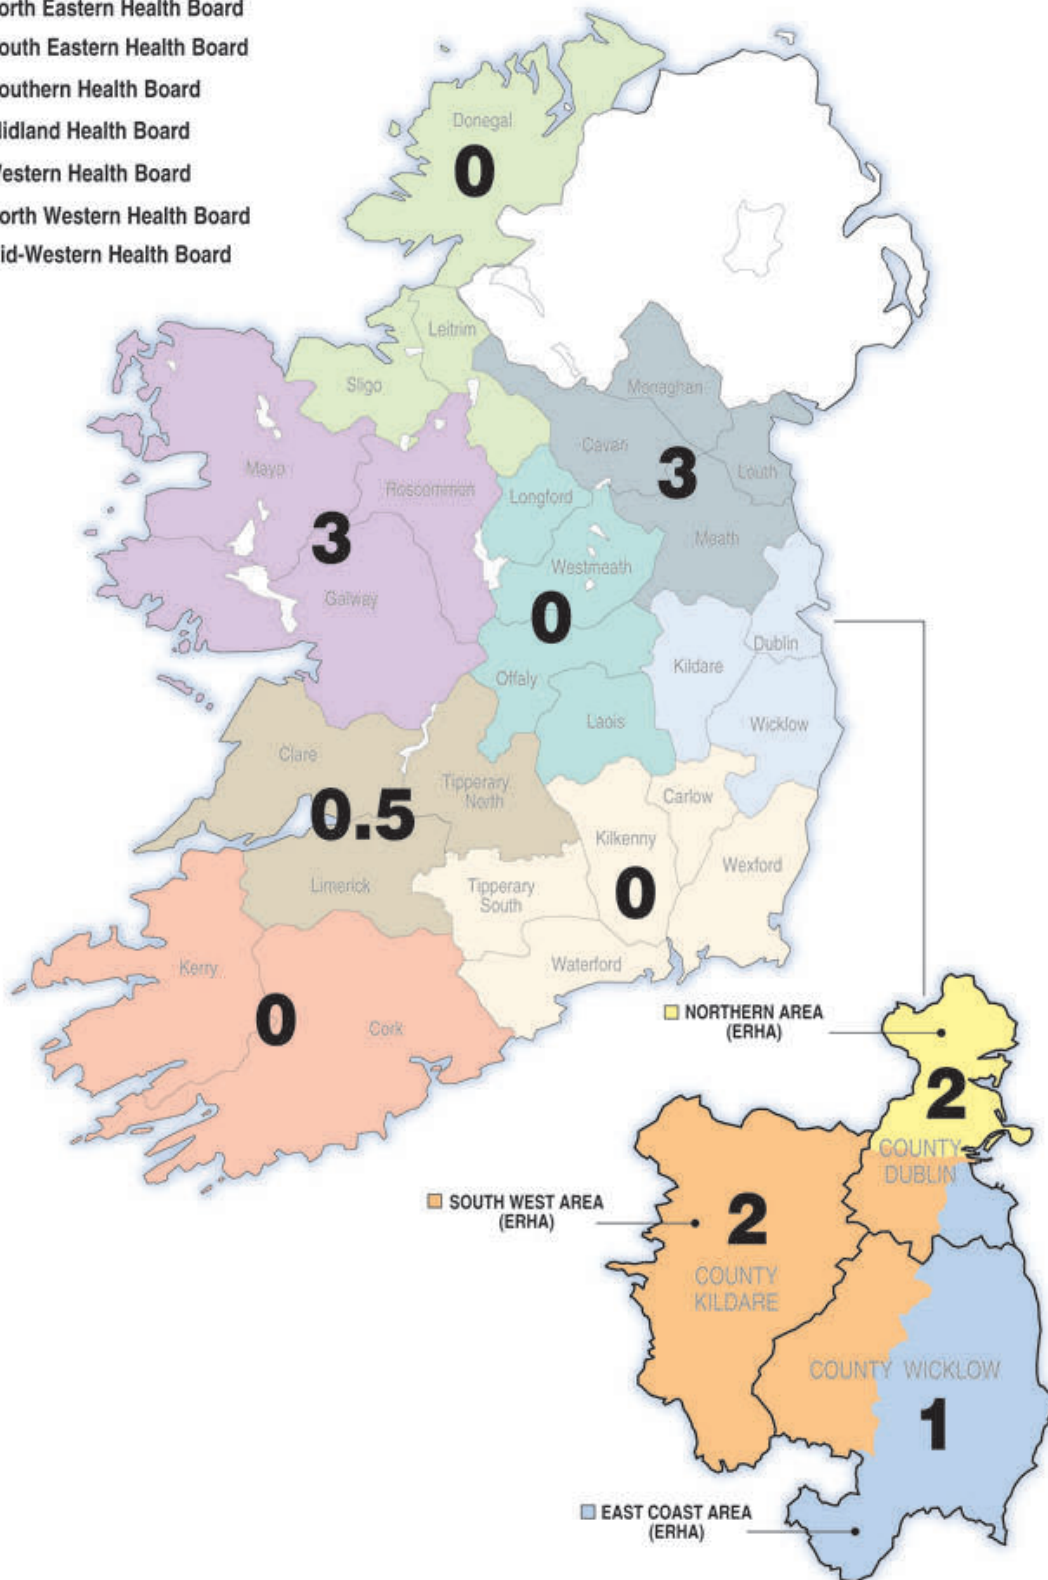 orth Eastern Health Board
outh Eastern Health Board
outhern Health Board
idland Health Board
estern Health Board
orth Western Health Board
id-Western Health Board
Donegal
0
Leitrim
Sligo
Monaghan
Cavan
3
Louth
Mayo
Roscommon
Longford
3
Meath
Westmeath
Galway
0
Dublin
Kildare
Offaly
Laois
Wicklow
Clare
Tipperary
North
Carlow
0.5
Kilkenny
Limerick
Tipperary
South
0
Wexford
Kerry
Waterford
0
Cork
NORTHERN AREA
(ERHA)
2
COUNTY
DUBLIN
SOUTH WEST AREA
(ERHA)
2
COUNTY
KILDARE
COUNTY WICKLOW
1
EAST COAST AREA
(ERHA)